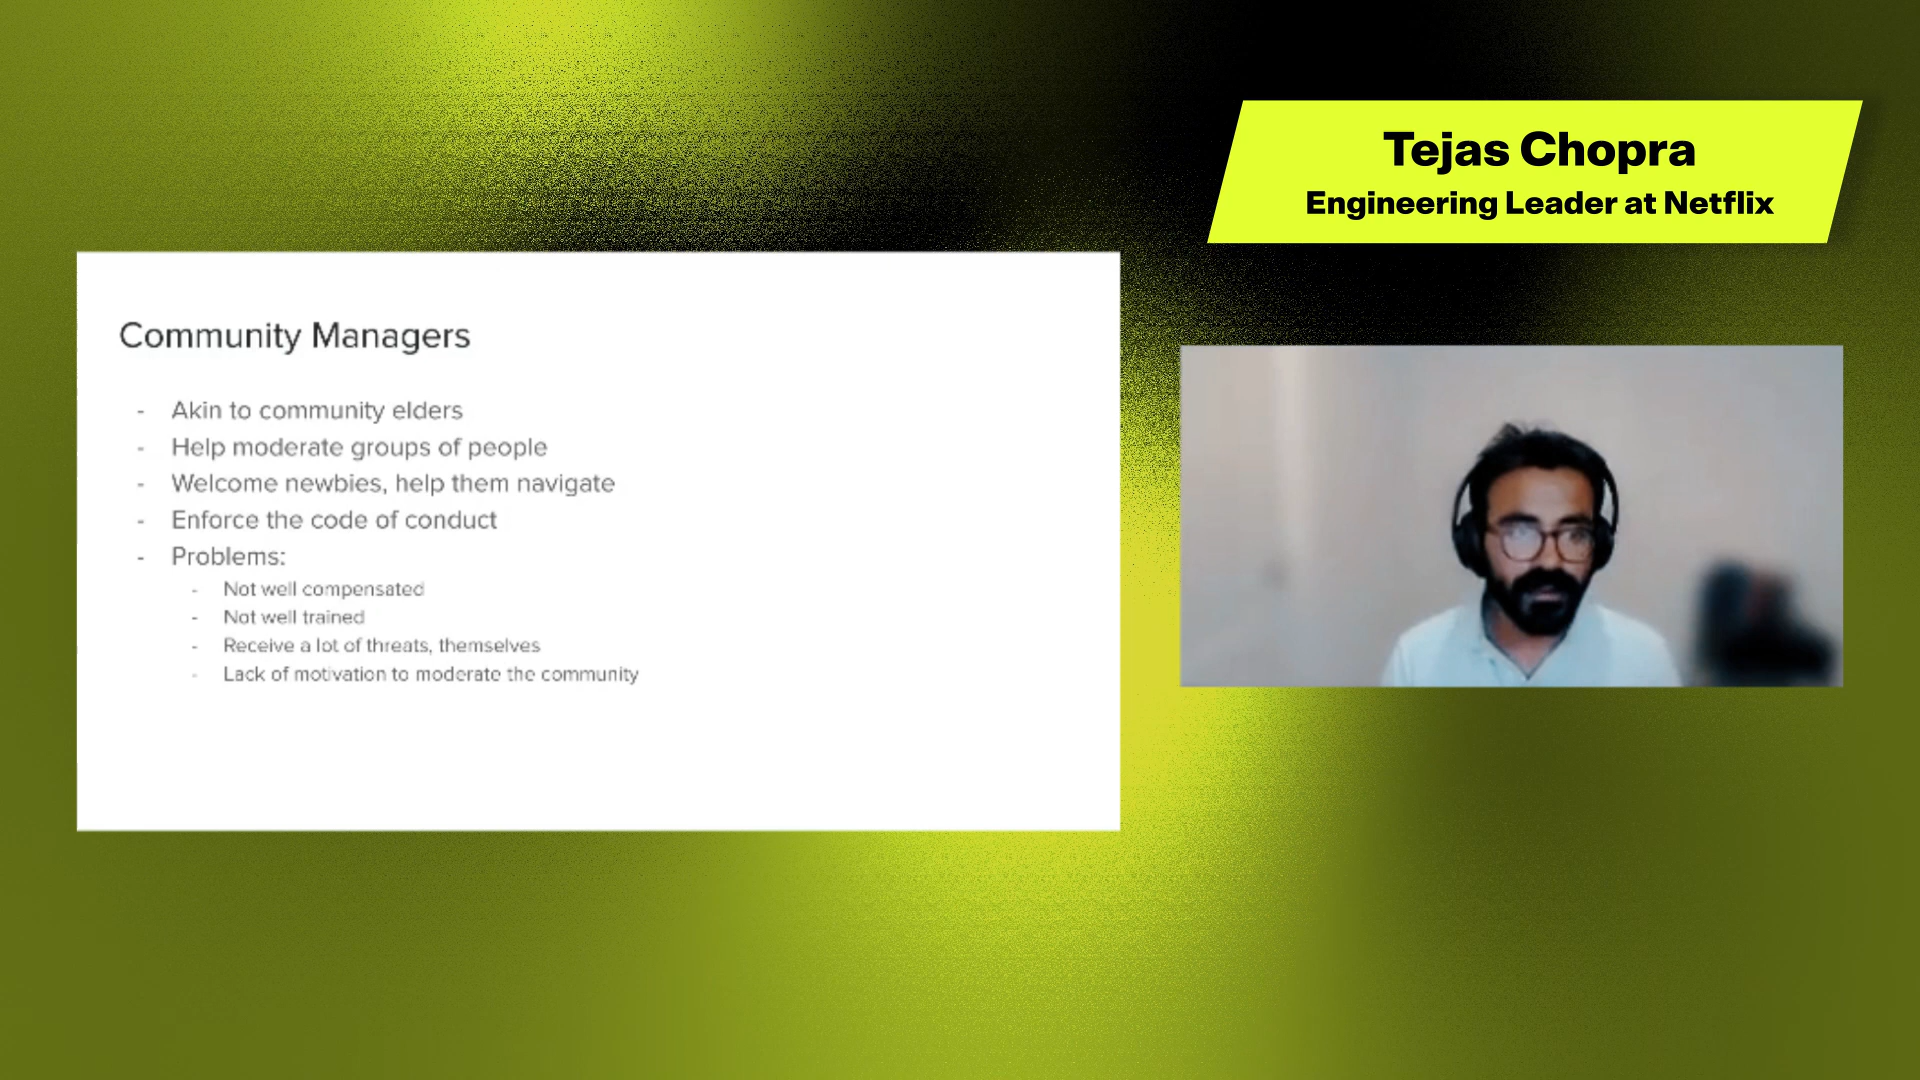 Tejas Chopra
Engineering Leader at Netflix
Community Managers
- Akin to community elders
- Help moderate groups of people
- Welcome newbies, help them navigate
- Enforce the code of conduct
- Problems:
- Not well compensated
- Not well trained
- Receive a lot of threats, themselves
- Lack of motivation to moderate the community